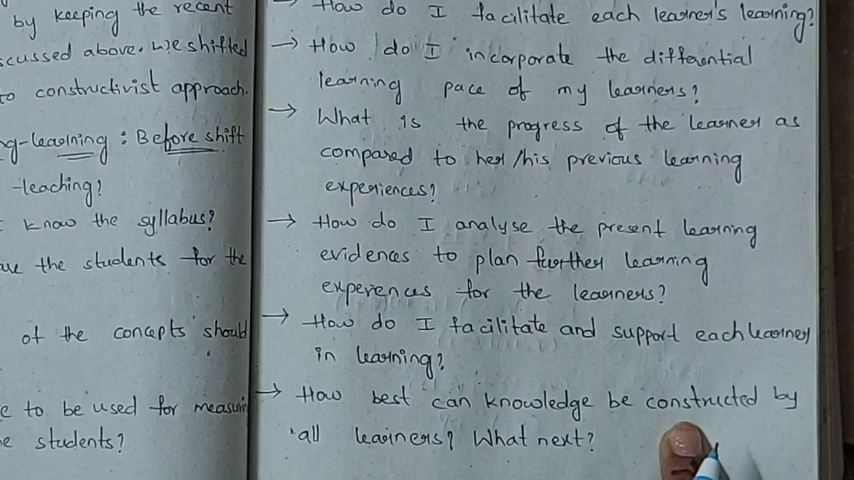 by keeping the recent
discussed above. We shifted
to constructivist approach.
learning : Before shift
-teaching?
know the syllabus?
the students for the
of the concepts should
to be used for
students?
→ How do I facilitate each learner's learning?
→ How do I incorporate the differential
learning pace of my learners?
→ What is the progress of the learner as
compared to her/his previous learning
experiences?
→ How do I analyse the present learning
evidences to plan further learning
experences for the learners?
→ How do I facilitate and support each learner
in learning?
→ How best can knowledge be constructed by
all learners? What next?